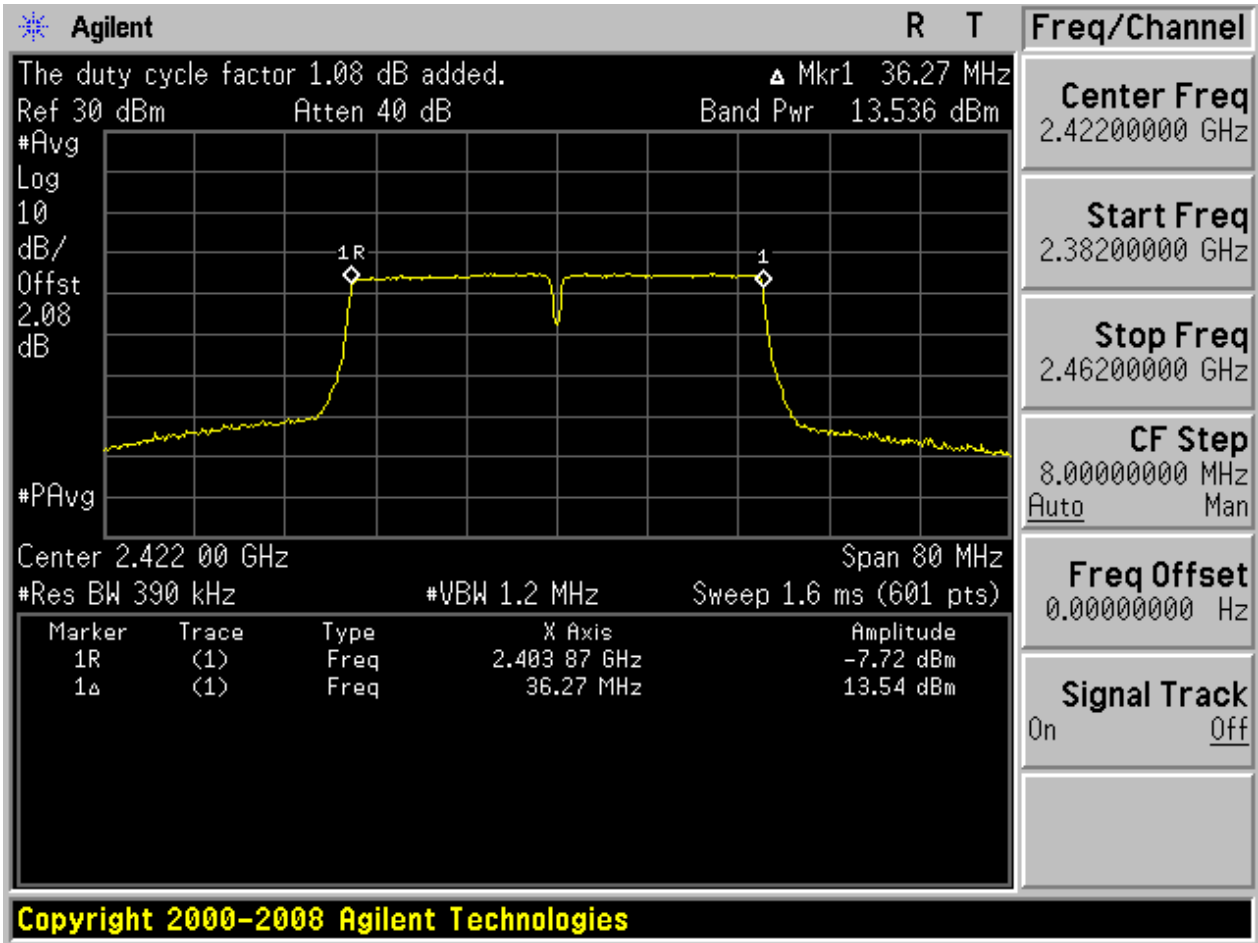 Agilent R T
The duty cycle factor 1.08 dB added. Δ Mkr1 36.27 MHz
Ref 30 dBm Atten 40 dB Band Pwr 13.536 dBm
#Avg
Log
10
dB/
Offst
2.08
dB
#PAvg
1R
1
Center 2.422 00 GHz Span 80 MHz
#Res BW 390 kHz #VBW 1.2 MHz Sweep 1.6 ms (601 pts)
Marker Trace Type X Axis Amplitude
1R (1) Freq 2.403 87 GHz -7.72 dBm
1Δ (1) Freq 36.27 MHz 13.54 dBm
Freq/Channel
Center Freq
2.42200000 GHz
Start Freq
2.38200000 GHz
Stop Freq
2.46200000 GHz
CF Step
8.00000000 MHz
Auto Man
Freq Offset
0.00000000 Hz
Signal Track
On Off
Copyright 2000-2008 Agilent Technologies